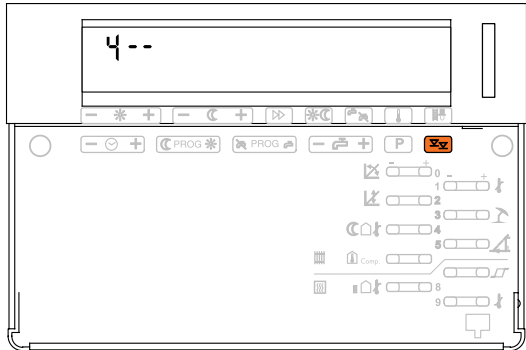 4--
- + - +
- + PROG PROG - + P
- + 0
1 - +
2
3
4
5
Comp.
8
9